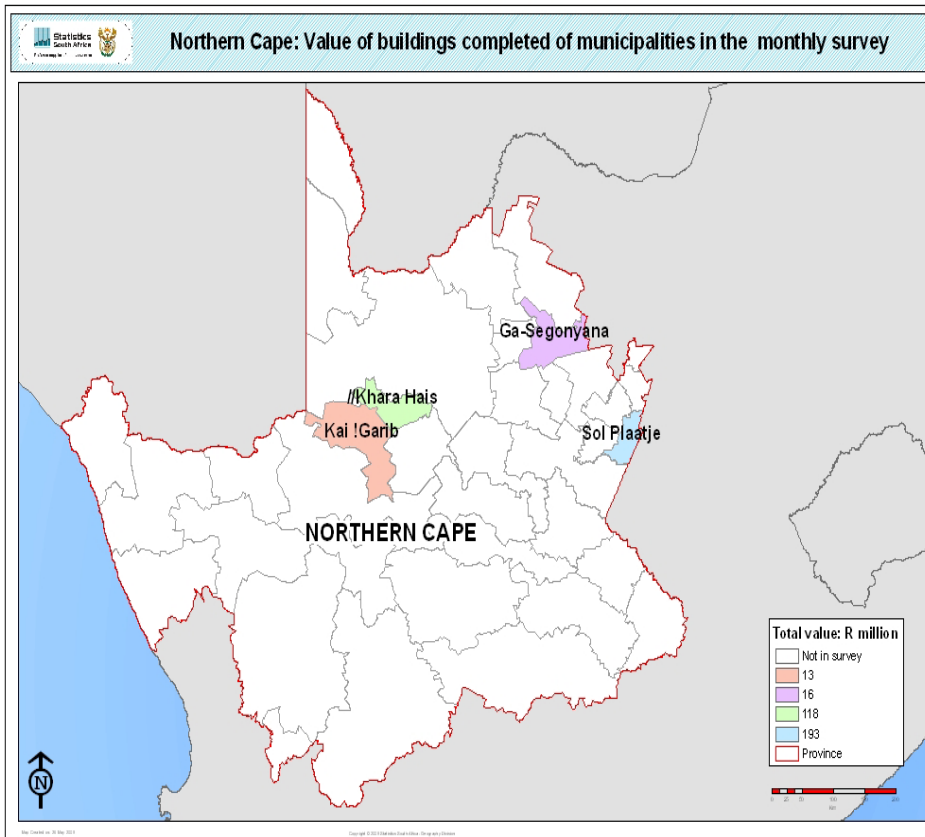 Statistics
South Africa
Northern Cape: Value of buildings completed of municipalities in the monthly survey
Ga-Segonyana
//Khara Hais
Kai !Garib
Sol Plaatje
NORTHERN CAPE
Total value: R million
Not in survey
13
16
118
193
Province
N